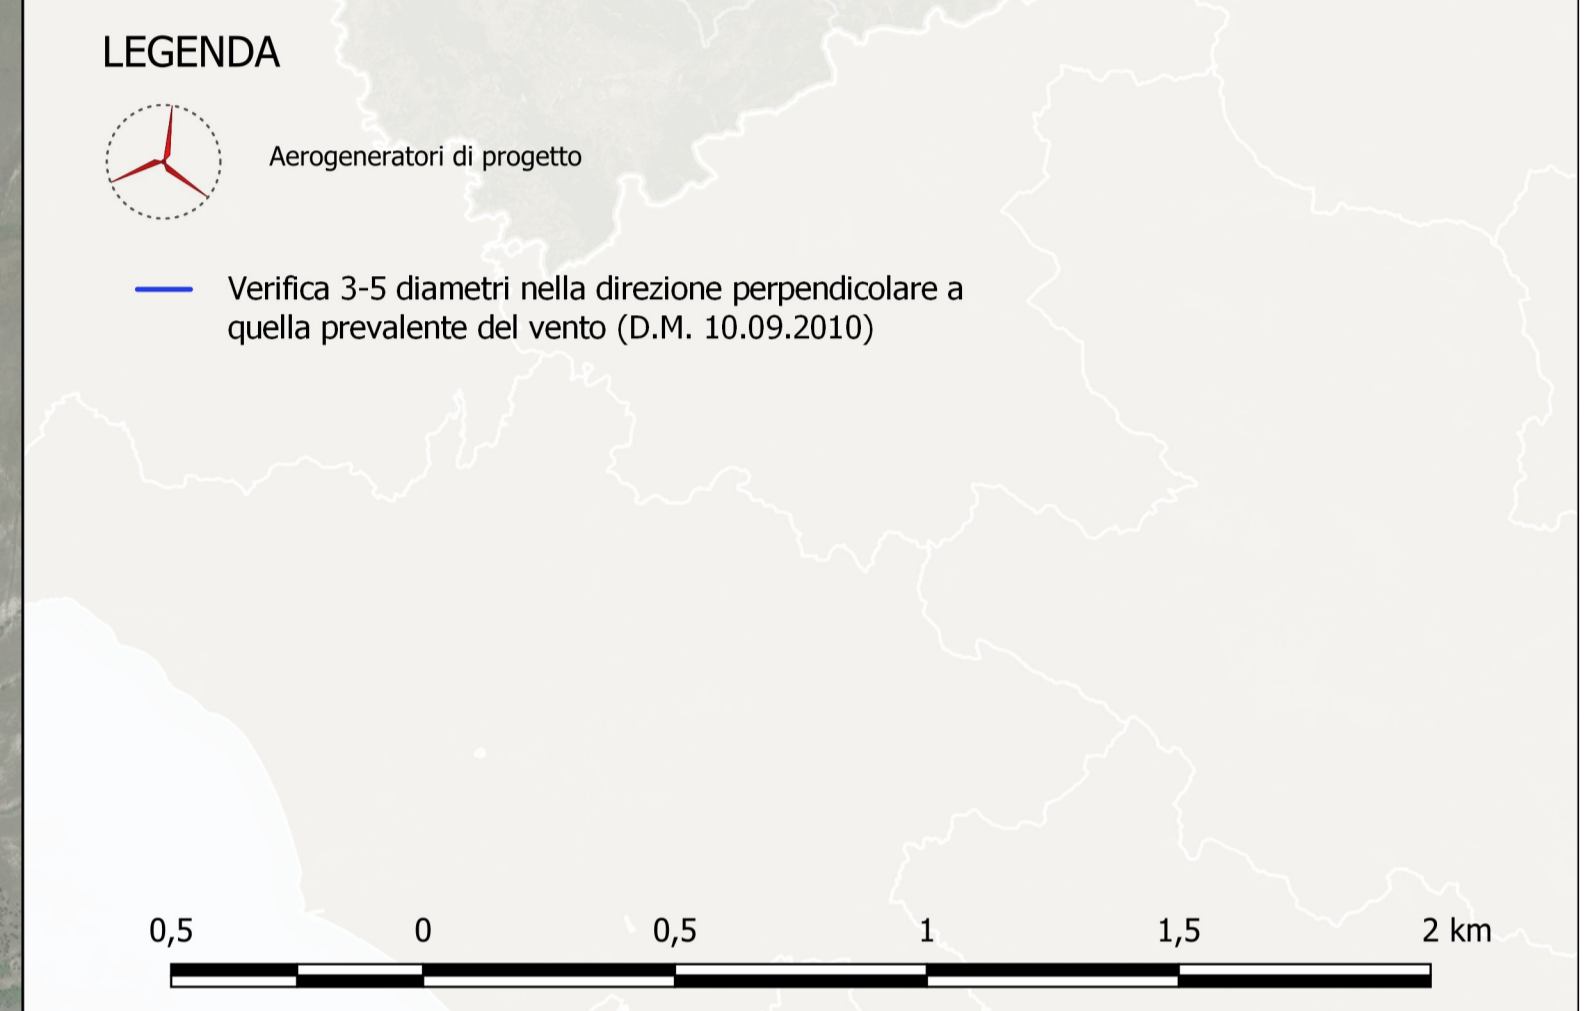 LEGENDA
Aerogeneratori di progetto
Verifica 3-5 diametri nella direzione perpendicolare a
quella prevalente del vento (D.M. 10.09.2010)
0,5 0 0,5 1 1,5 2 km